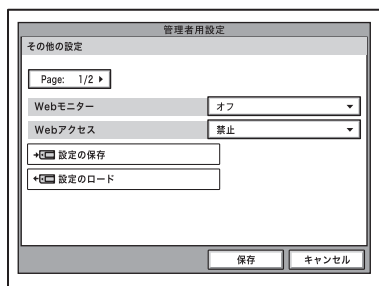 管理者用設定
その他の設定
Page: 1/2
Webモニター オフ
Webアクセス 禁止
設定の保存
設定のロード
保存 キャンセル